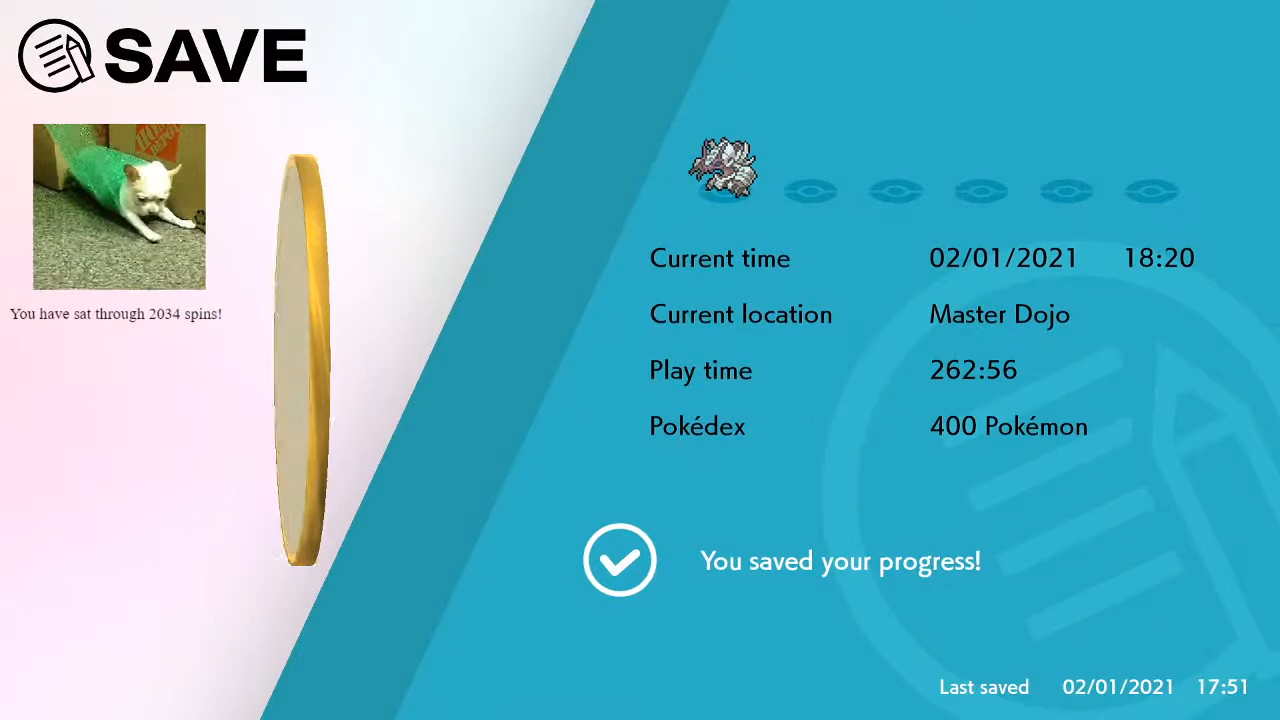 SAVE
You have sat through 2034 spins!
Current time 02/01/2021 18:20
Current location Master Dojo
Play time 262:56
Pokédex 400 Pokémon
You saved your progress!
Last saved 02/01/2021 17:51